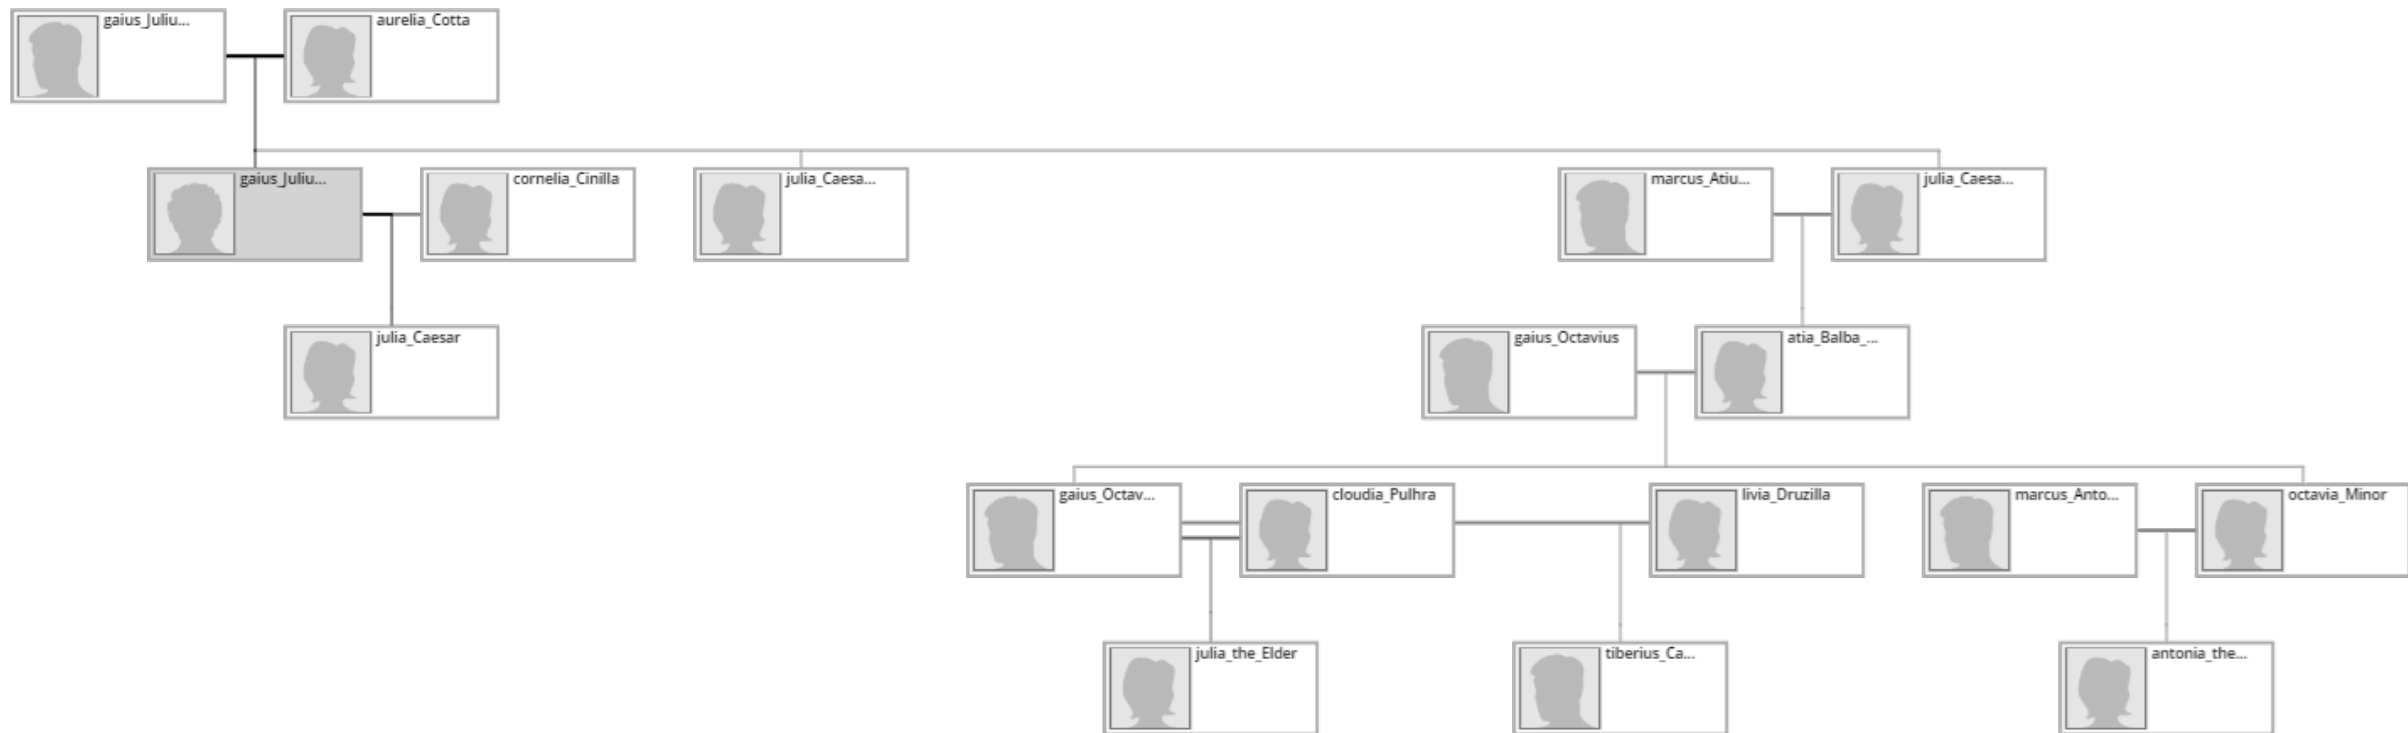 gaius_Juliu...
aurelia_Cotta
gaius_Juliu...
cornelia_Cinilla
julia_Caesa...
marcus_Atiu...
julia_Caesa...
julia_Caesar
gaius_Octavius
atia_Balba_...
gaius_Octav...
cloudia_Pulhra
livia_Druzilla
marcus_Anto...
octavia_Minor
julia_the_Elder
tiberius_Ca...
antonia_the...